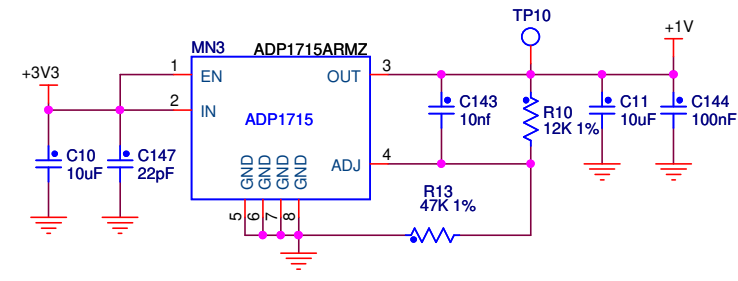 TP10
+1V
MN3
ADP1715ARMZ
+3V3
1
EN
OUT
3
2
IN
ADP1715
C143
10nf
R10
12K 1%
C11
10uF
C144
100nF
C10
10uF
C147
22pF
GND
GND
GND
GND
ADJ
4
R13
47K 1%
5
6
7
8